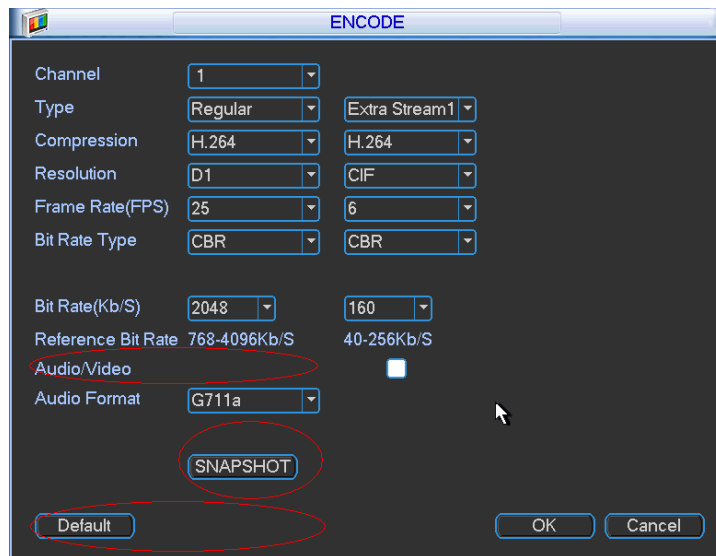 ENCODE
Channel 1
Type Regular Extra Stream1
Compression H.264 H.264
Resolution D1 CIF
Frame Rate(FPS) 25 6
Bit Rate Type CBR CBR
Bit Rate(Kb/S) 2048 160
Reference Bit Rate 768-4096Kb/S 40-256Kb/S
Audio/Video
Audio Format G711a
SNAPSHOT
Default OK Cancel